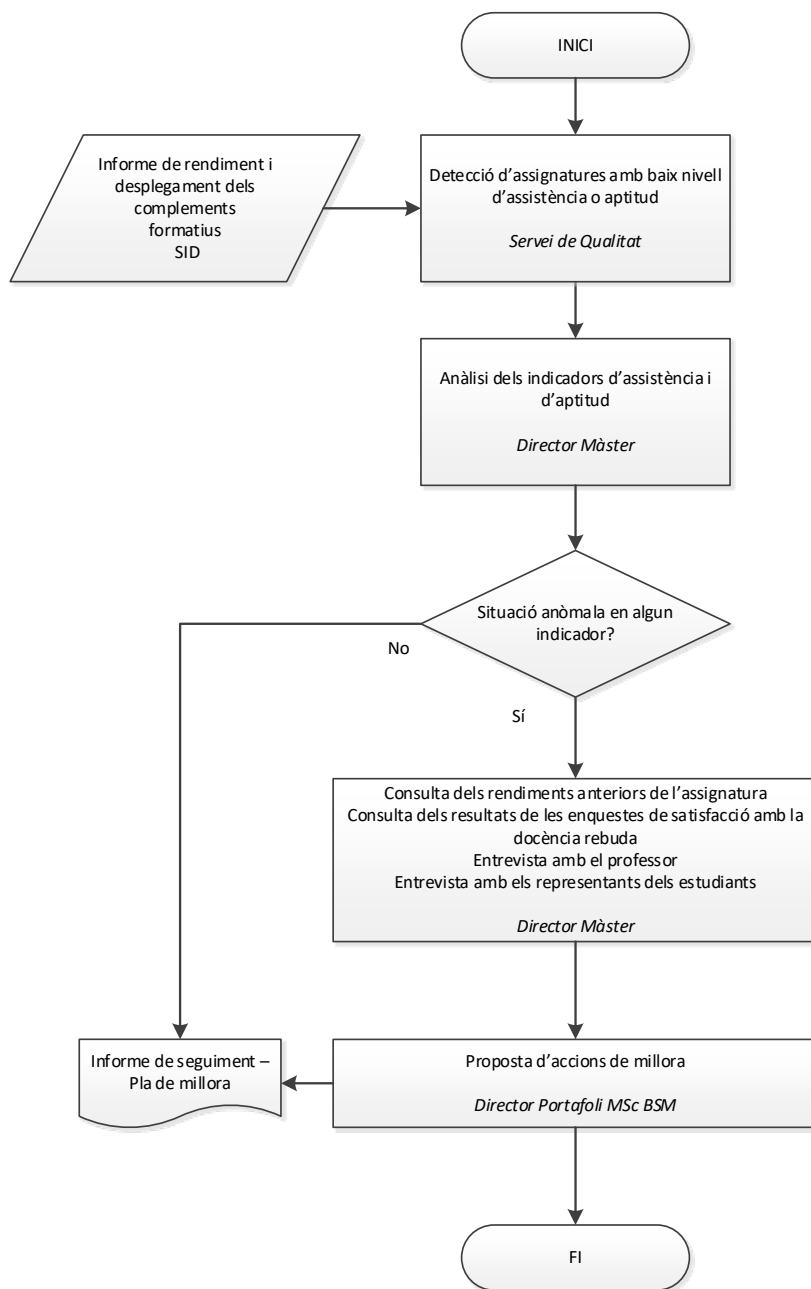 INICI
Informe de rendiment i
desplegament dels
complements
formatius
SID
Detecció d'assignatures amb baix nivell
d'assistència o aptitud
Servei de Qualitat
Anàlisi dels indicadors d'assistència i
d'aptitud
Director Màster
Situació anòmala en algun
indicador?
No
Sí
Consulta dels rendiments anteriors de l'assignatura
Consulta dels resultats de les enquestes de satisfacció amb la
docència rebuda
Entrevista amb el professor
Entrevista amb els representants dels estudiants
Director Màster
Informe de seguiment –
Pla de millora
Proposta d'accions de millora
Director Portafoli MSc BSM
FI